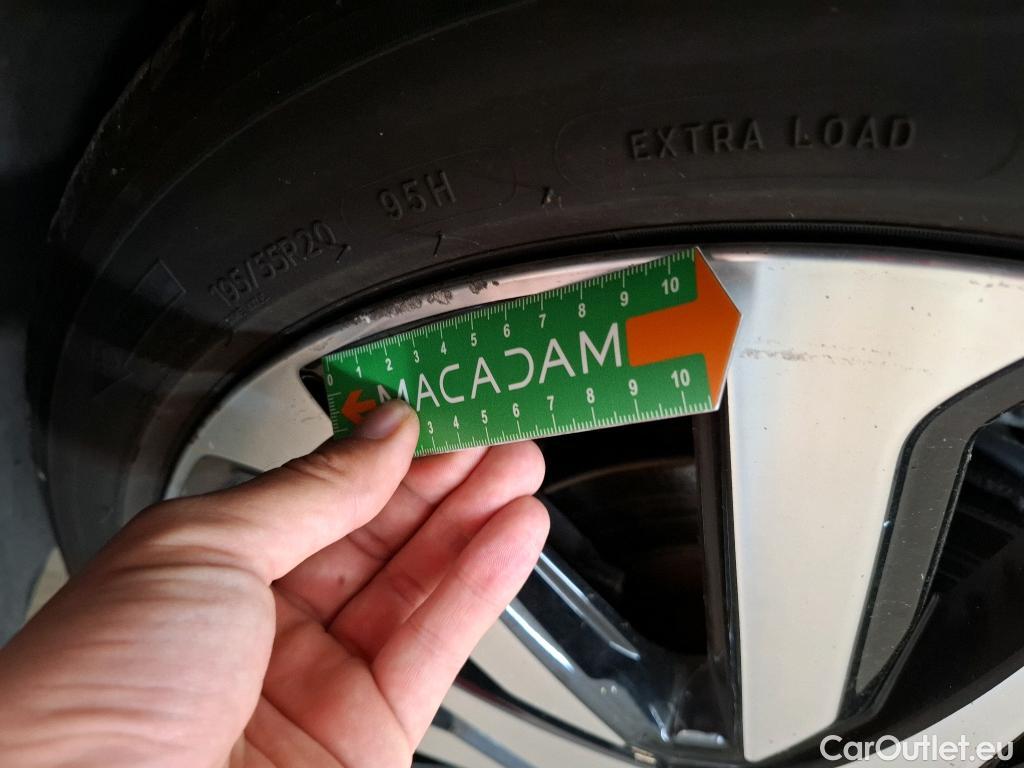 EXTRA LOAD
95H
195/55R20
0 1 2 3 4 5 6 7 8 9 10
MACADAM
3 4 5 6 7 8 9 10
CarOutlet.eu